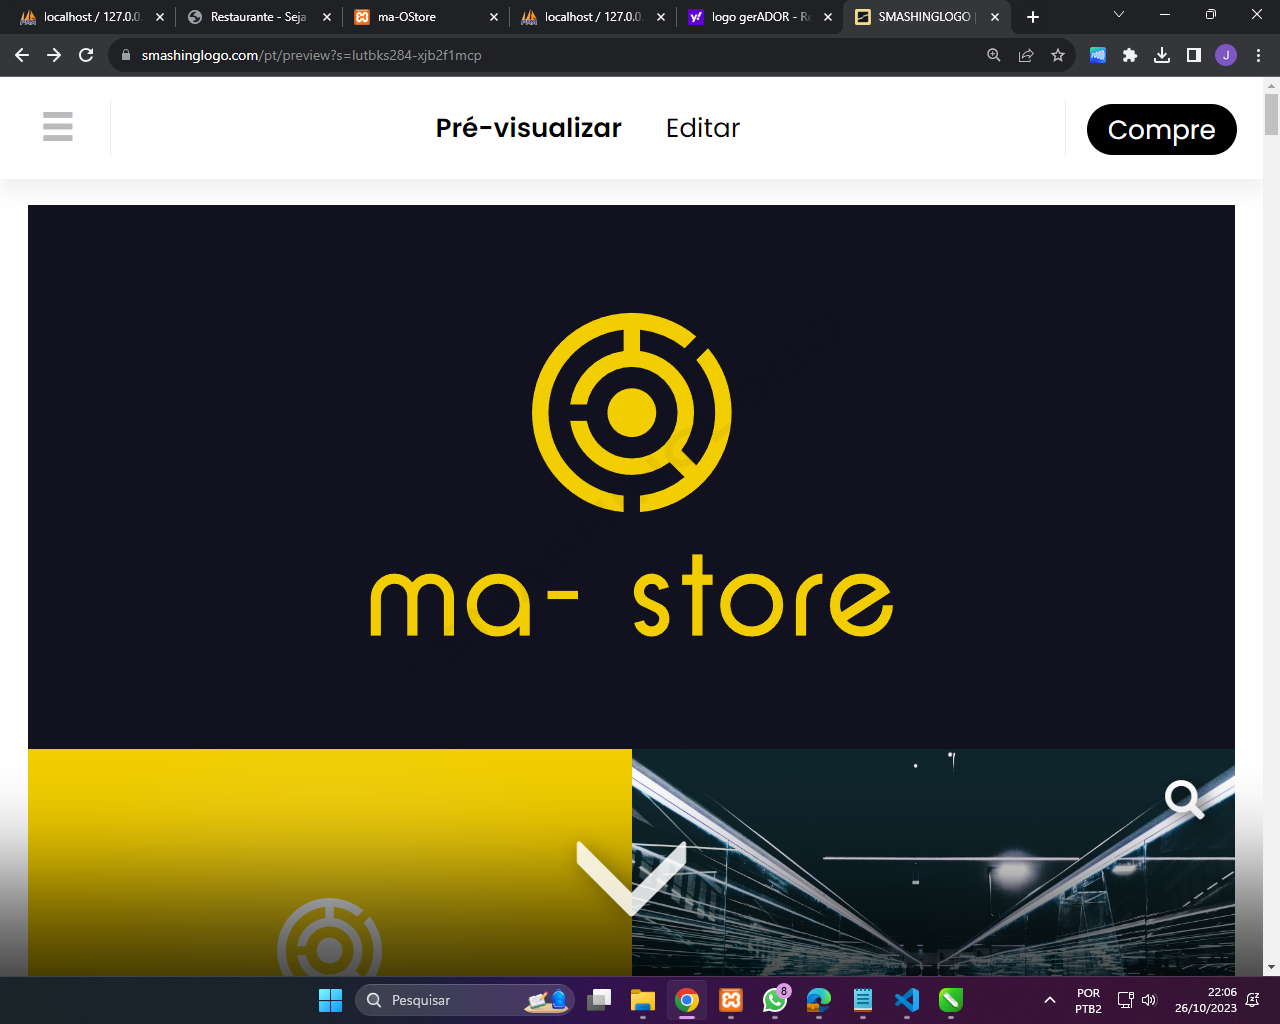 localhost / 127.0.0.
Restaurante - Seja
ma-OStore
localhost / 127.0.0.
logo gerADOR - R
SMASHINGLOGO |
smashinglogo.com/pt/preview?s=lutbks284-xjb2f1mcp
J
Pré-visualizar
Editar
Compre
ma- store
Pesquisar
8
POR
PTB2
22:06
26/10/2023